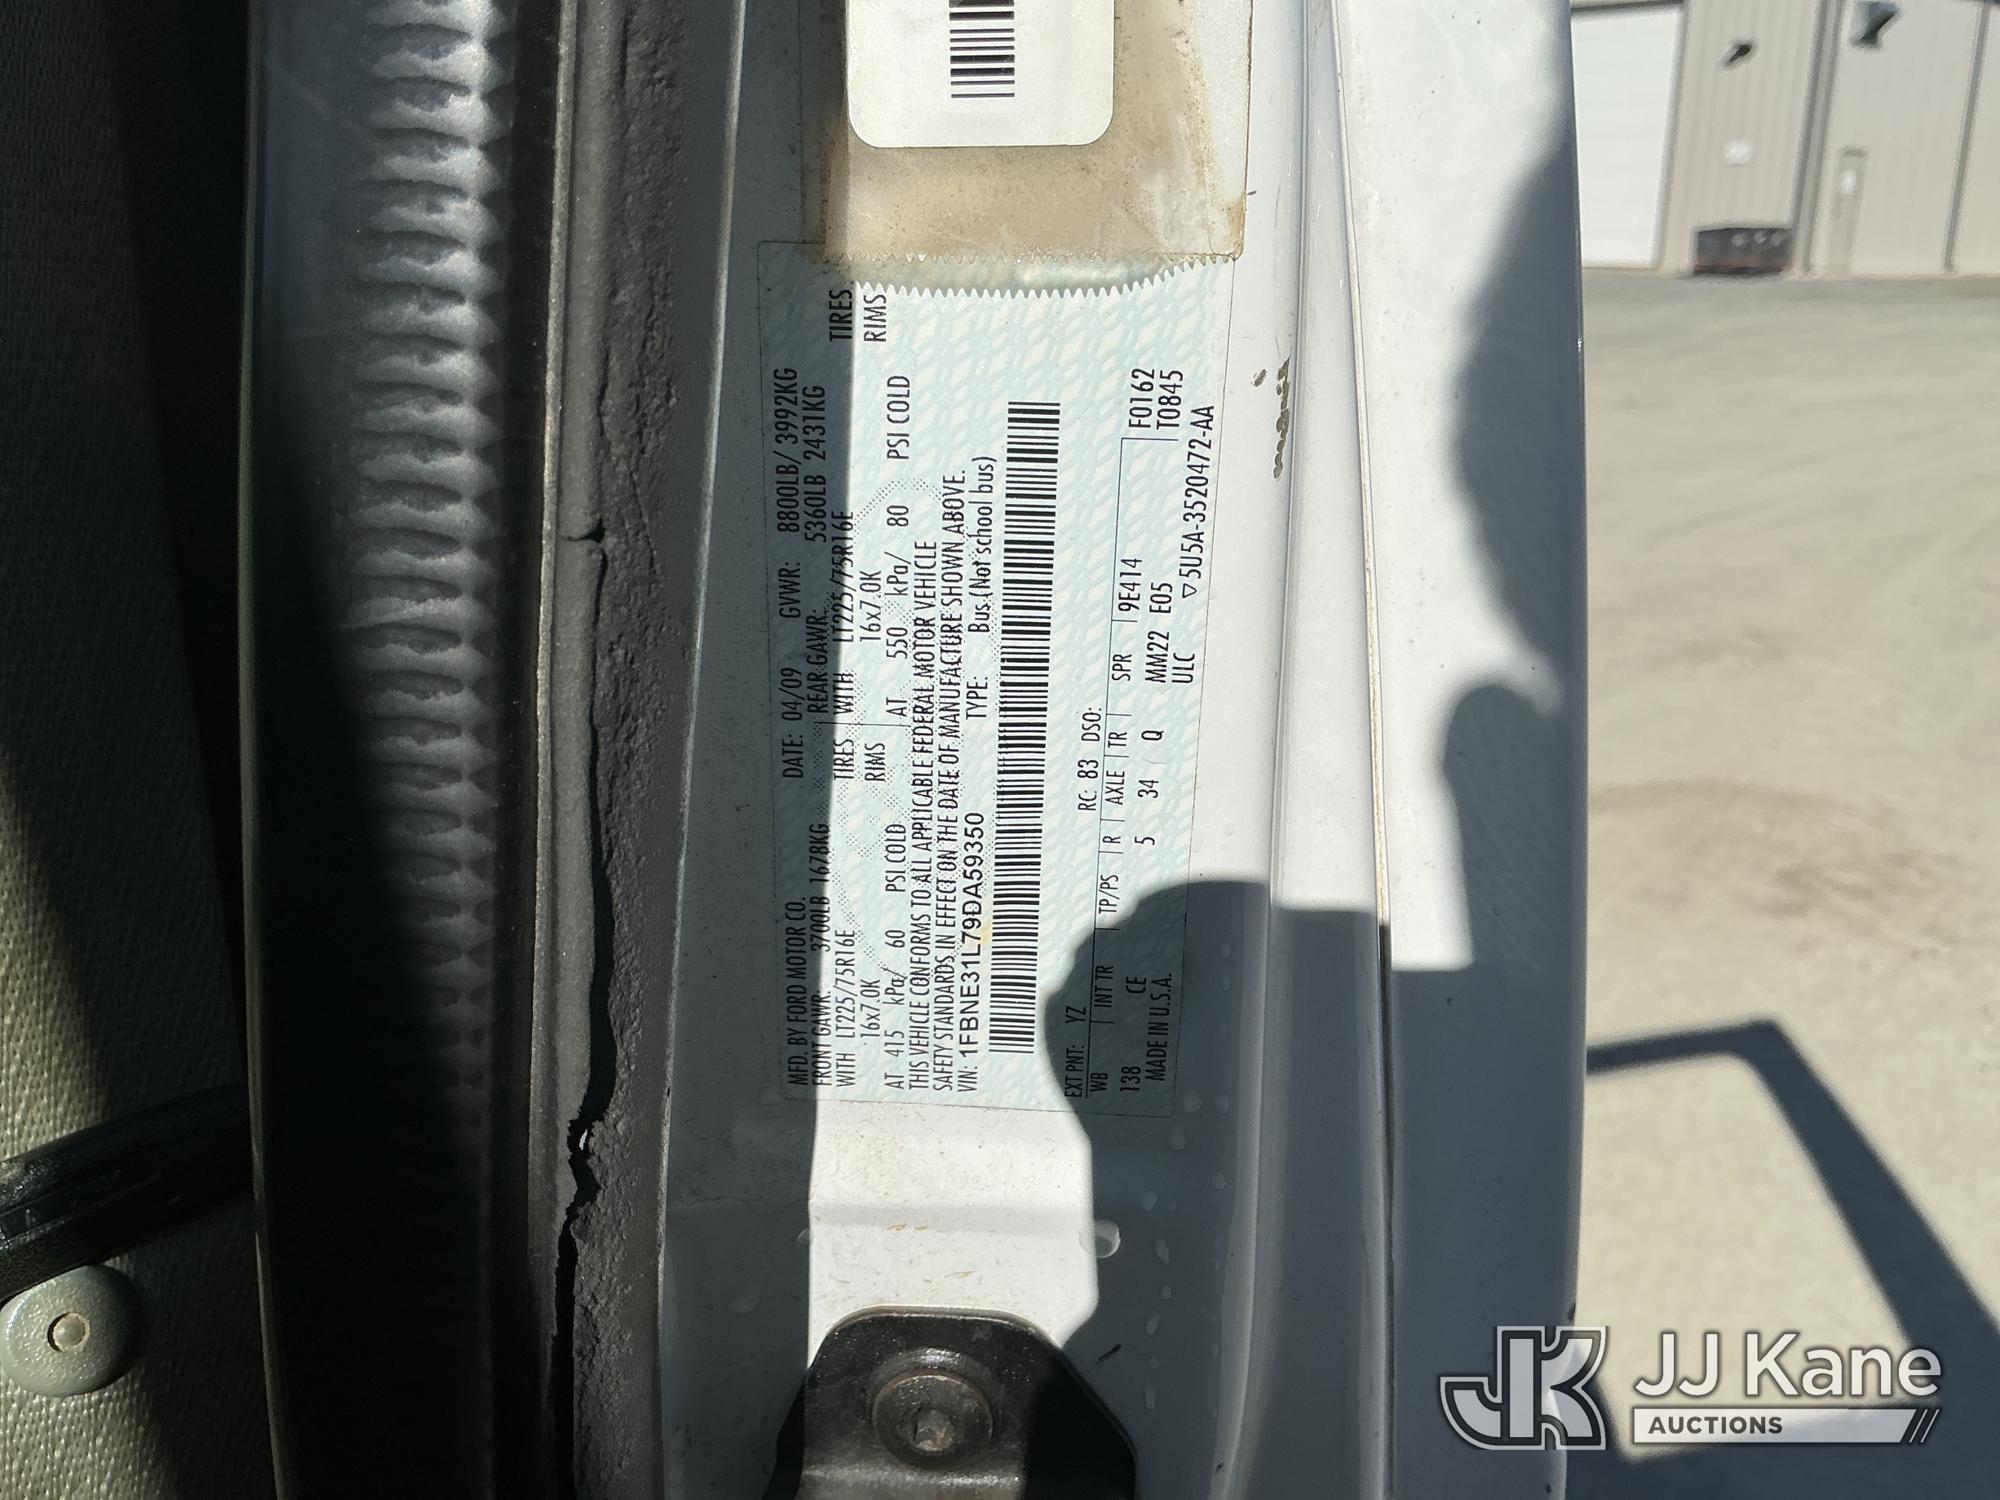 MFD. BY FORD MOTOR CO. DATE: 04/09 GVWR: 8800LB/ 3992KG
FRONT GAWR: 3700LB 1678KG REAR GAWR: 5360LB 2431KG
WITH LT225/75R16E TIRES WITH LT225/75R16E TIRES
16x7.0K RIMS 16x7.0K RIMS
AT 415 kPa/ 60 PSI COLD AT 550 kPa/ 80 PSI COLD
THIS VEHICLE CONFORMS TO ALL APPLICABLE FEDERAL MOTOR VEHICLE
SAFETY STANDARDS IN EFFECT ON THE DATE OF MANUFACTURE SHOWN ABOVE.
VIN: 1FBNE31L79DA59350 TYPE: Bus (Not school bus)
EXT PNT: YZ RC: 83 DSO:
WB INT TR TP/PS R AXLE TR SPR 9E414 F0162
138 CE 5 34 Q MM22 E05 T0845
MADE IN U.S.A. ULC ▽5U5A-3520472-AA
JK JJ Kane
AUCTIONS